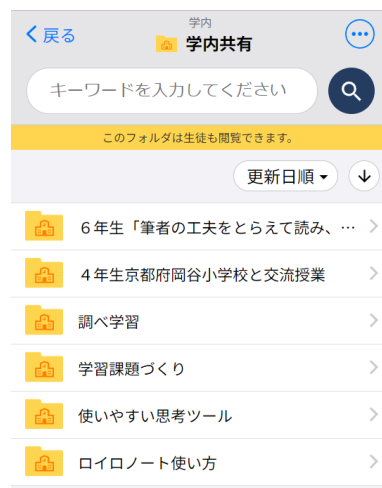 学内
戻る
学内共有
キーワードを入力してください
このフォルダは生徒も閲覧できます。
更新日順
６年生「筆者の工夫をとらえて読み、…
４年生京都府岡谷小学校と交流授業
調べ学習
学習課題づくり
使いやすい思考ツール
ロイロノート使い方